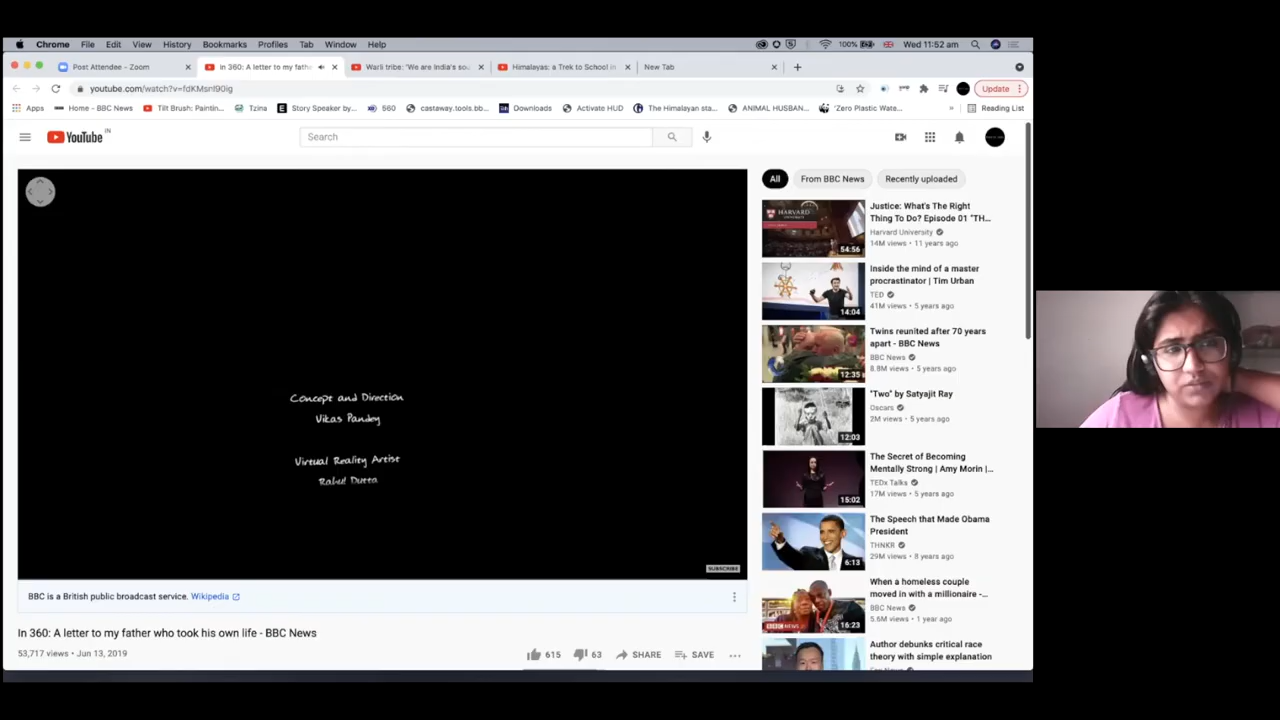 Chrome File Edit View History Bookmarks Profiles Tab Window Help
100% Wed 11:52 am
Post Attendee - Zoom
in 360: A letter to my fathe
Warli tribe: "We are India's sou
Himalayas: a Trek to School in
New Tab
youtube.com/watch?v=fdKMsnl90ig
Update
Apps
Home - BBC News
Tilt Brush: Paintin...
Tzina
Story Speaker by...
560
castaway.tools.bb...
Downloads
Activate HUD
The Himalayan sta...
ANIMAL HUSBAN...
'Zero Plastic Wate...
»
Reading List
YouTube IN
Search
Concept and Direction
Vikas Pandey
Virtual Reality Artist
Rahul Dutta
SUBSCRIBE
BBC is a British public broadcast service. Wikipedia
In 360: A letter to my father who took his own life - BBC News
53,717 views • Jun 13, 2019
615 63 SHARE SAVE
All From BBC News Recently uploaded
HARVARD
54:56
Justice: What's The Right
Thing To Do? Episode 01 "TH...
Harvard University
14M views • 11 years ago
14:04
Inside the mind of a master
procrastinator | Tim Urban
TED
41M views • 5 years ago
12:35
Twins reunited after 70 years
apart - BBC News
BBC News
8.8M views • 5 years ago
12:03
"Two" by Satyajit Ray
Oscars
2M views • 5 years ago
15:02
The Secret of Becoming
Mentally Strong | Amy Morin |...
TEDx Talks
17M views • 5 years ago
6:13
The Speech that Made Obama
President
THNKR
29M views • 8 years ago
BBC NEWS
16:23
When a homeless couple
moved in with a millionaire -...
BBC News
5.6M views • 1 year ago
Author debunks critical race
theory with simple explanation